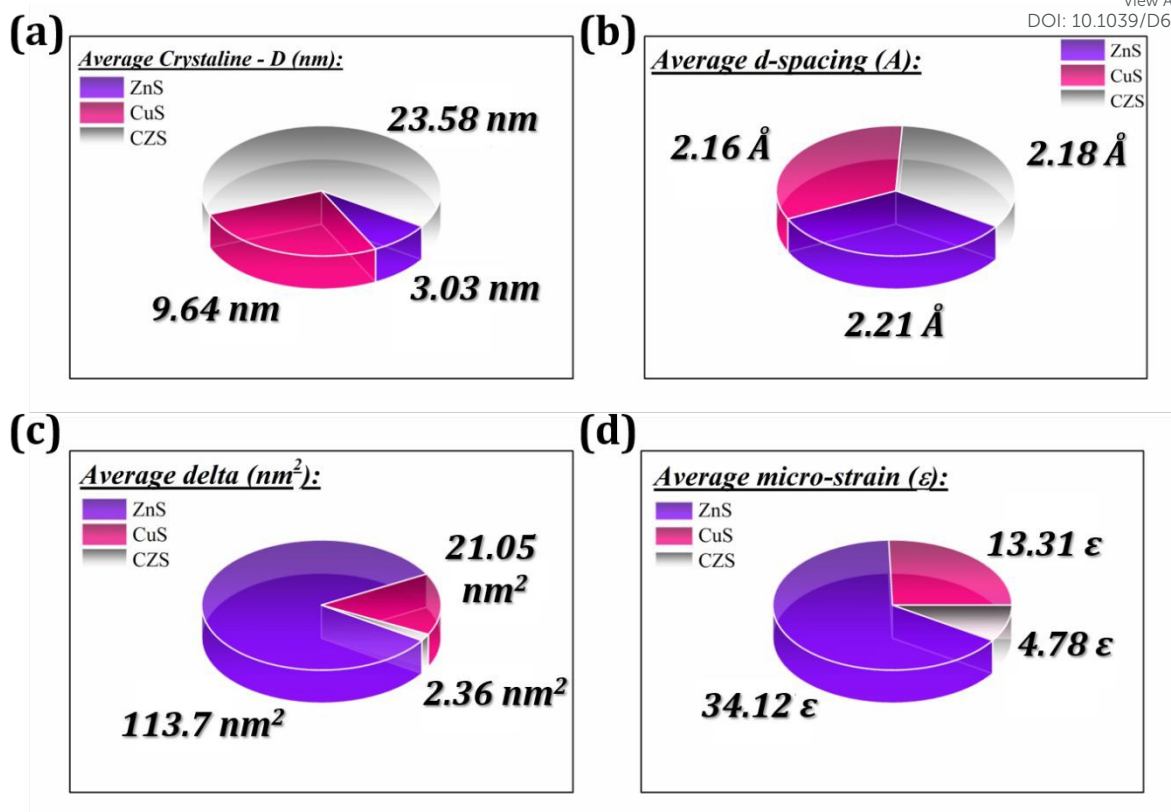 View A
DOI: 10.1039/D6
(a)
Average Crystaline - D (nm):
ZnS
CuS
CZS
23.58 nm
9.64 nm
3.03 nm
(b)
Average d-spacing (A):
ZnS
CuS
CZS
2.16 Å
2.18 Å
2.21 Å
(c)
Average delta (nm²):
ZnS
CuS
CZS
21.05
nm²
2.36 nm²
113.7 nm²
(d)
Average micro-strain (ε):
ZnS
CuS
CZS
13.31 ε
4.78 ε
34.12 ε